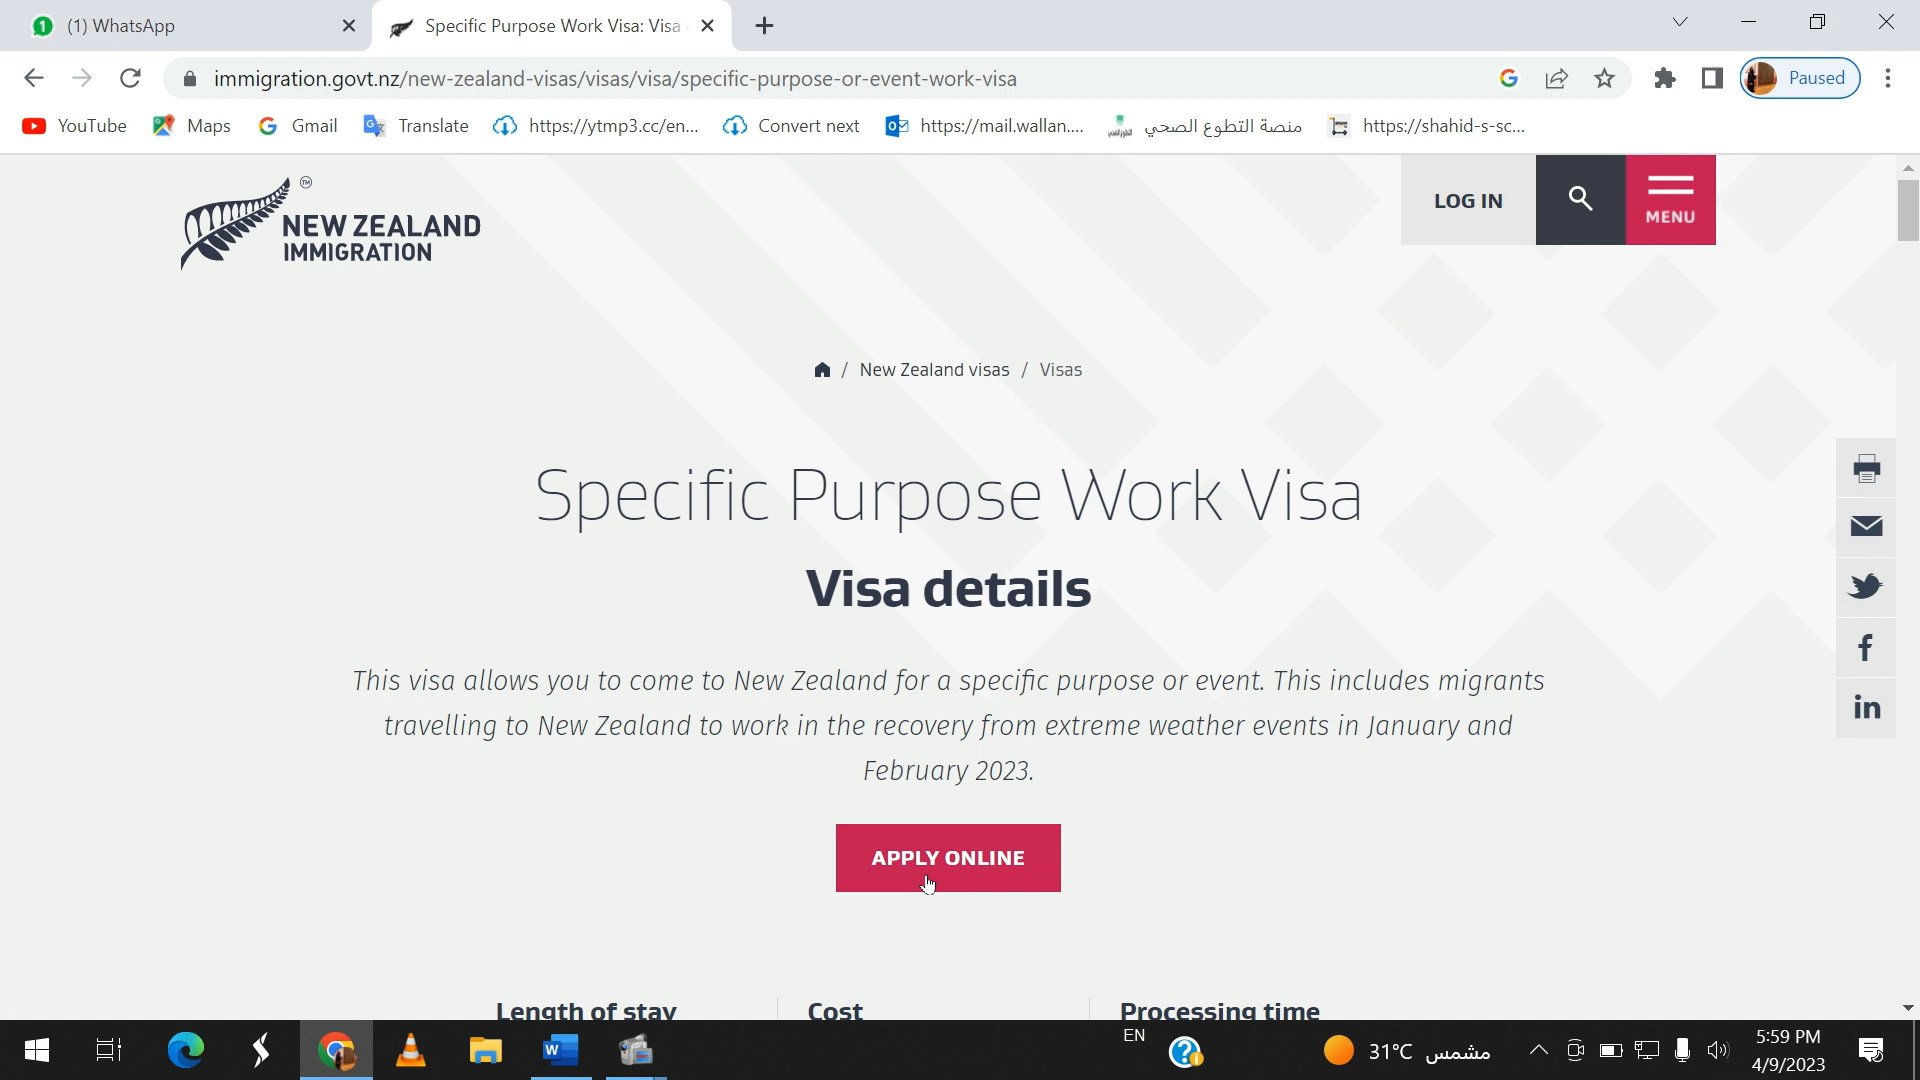 1 (1) WhatsApp
Specific Purpose Work Visa: Visa
immigration.govt.nz/new-zealand-visas/visas/visa/specific-purpose-or-event-work-visa
Paused
YouTube Maps Gmail Translate https://ytmp3.cc/en... Convert next https://mail.wallan.... منصة التطوع الصحي https://shahid-s-sc...
NEW ZEALAND
IMMIGRATION
TM
LOG IN
MENU
/ New Zealand visas / Visas
Specific Purpose Work Visa
Visa details
This visa allows you to come to New Zealand for a specific purpose or event. This includes migrants
travelling to New Zealand to work in the recovery from extreme weather events in January and
February 2023.
APPLY ONLINE
Length of stay Cost Processing time
EN
31°C مشمس
5:59 PM
4/9/2023